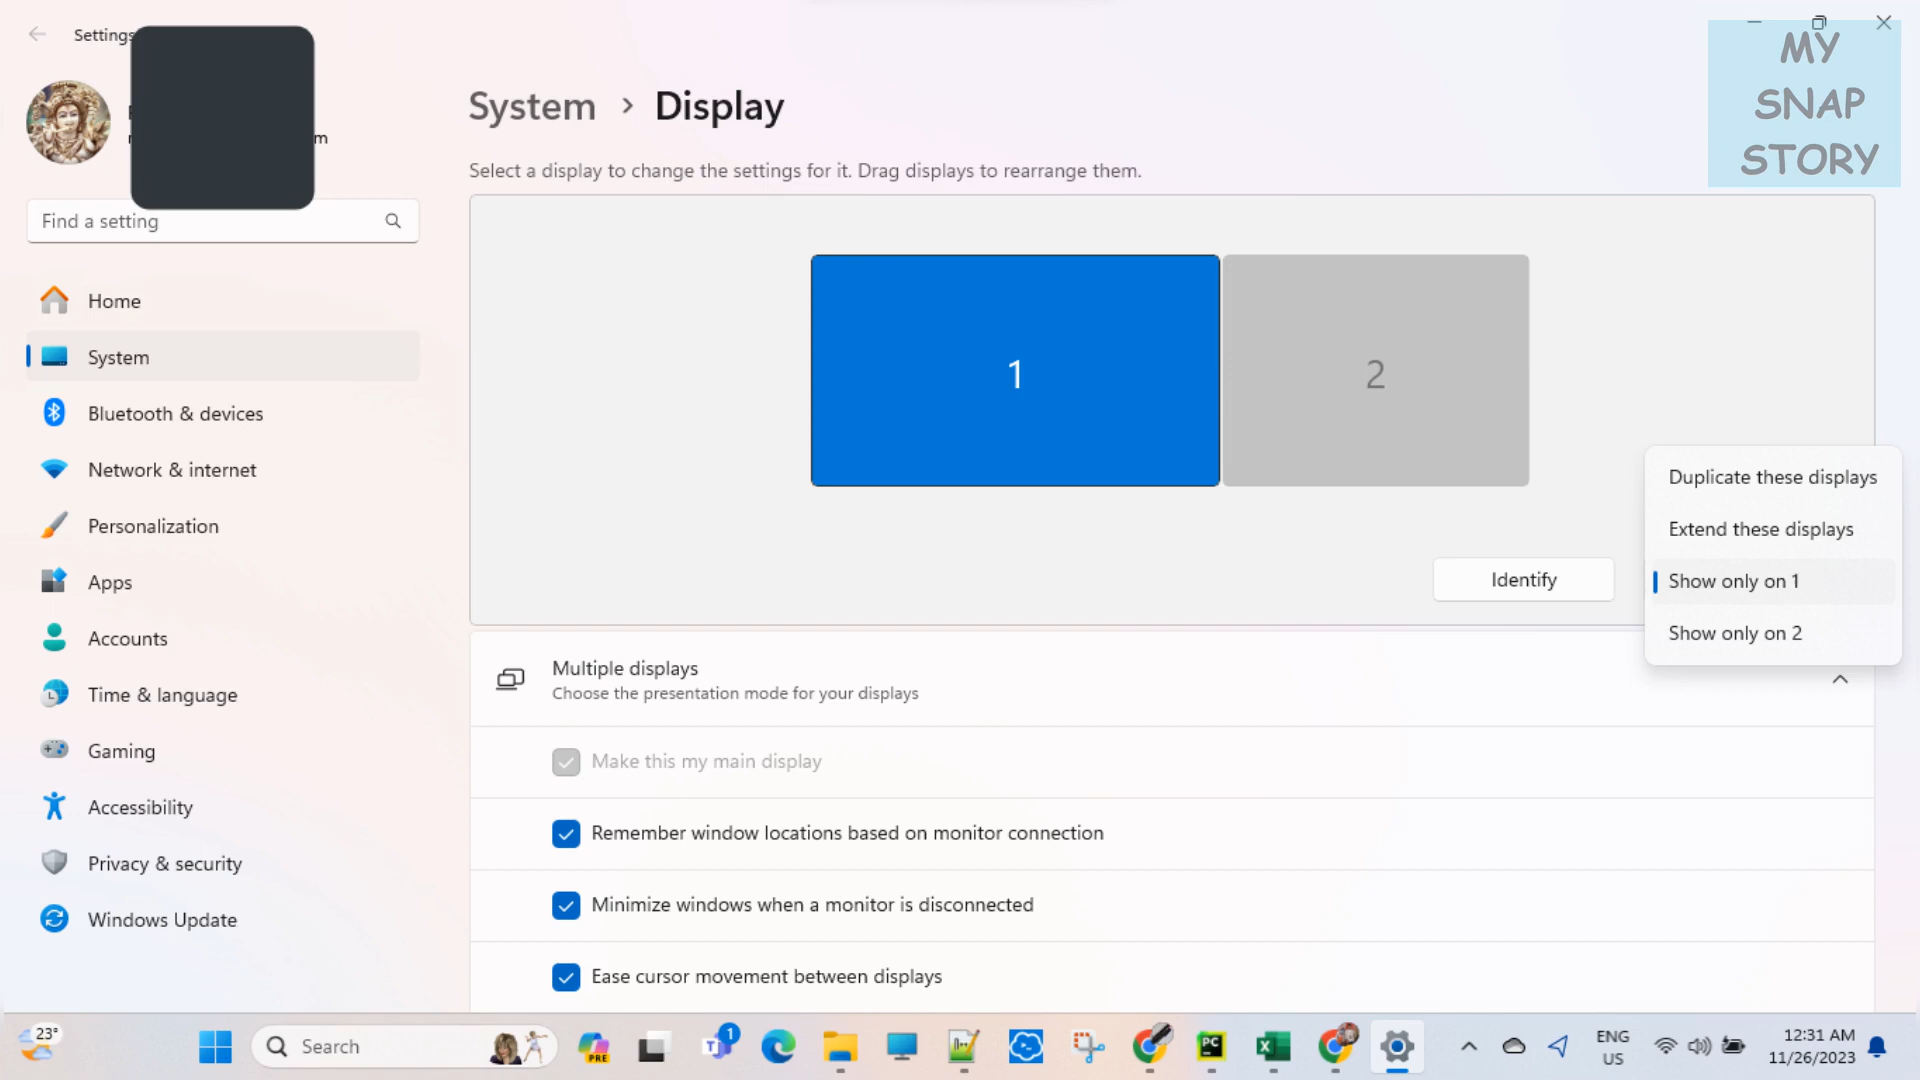 Settings
m
Find a setting
Home
System
Bluetooth & devices
Network & internet
Personalization
Apps
Accounts
Time & language
Gaming
Accessibility
Privacy & security
Windows Update
System > Display
MY
SNAP
STORY
Select a display to change the settings for it. Drag displays to rearrange them.
1
2
Duplicate these displays
Extend these displays
Show only on 1
Show only on 2
Identify
Multiple displays
Choose the presentation mode for your displays
Make this my main display
Remember window locations based on monitor connection
Minimize windows when a monitor is disconnected
Ease cursor movement between displays
23°
Search
PRE
T
1
PC
X
ENG
US
12:31 AM
11/26/2023